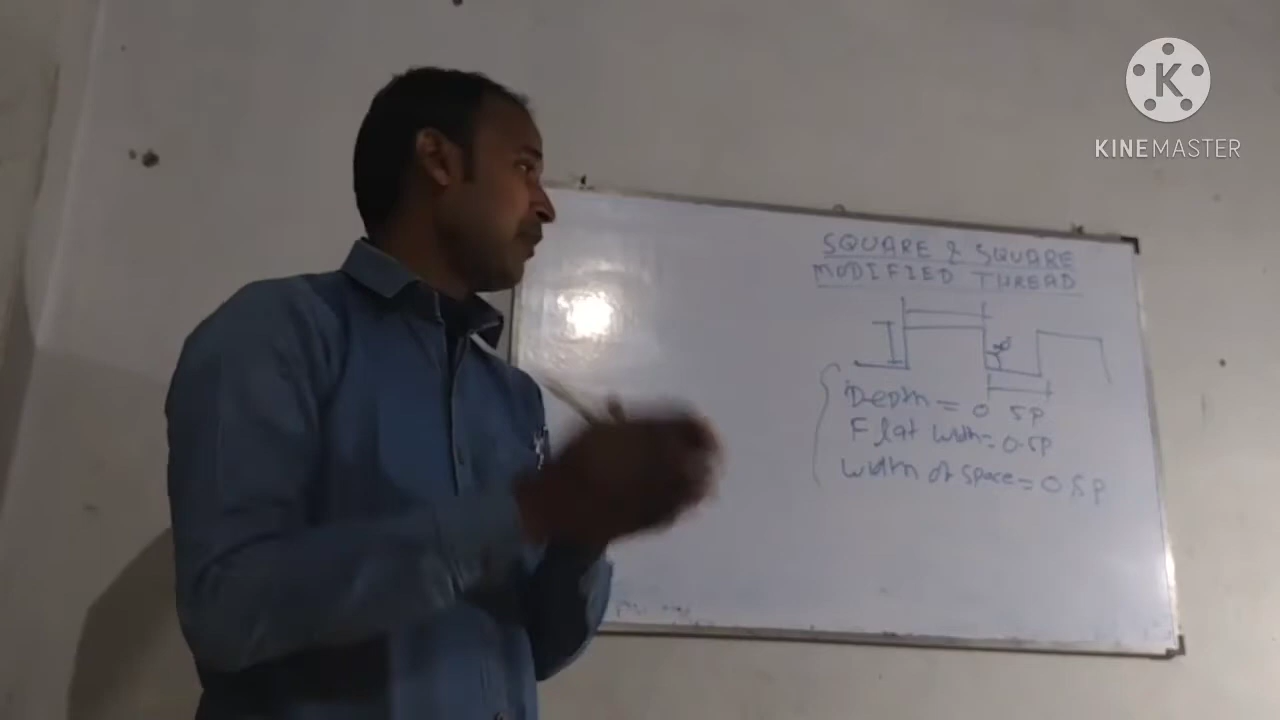 KINEMASTER
SQUARE & SQUARE
MODIFIED THREAD
Depth = 0.5P
Flat width = 0.5P
Width of space = 0.5P